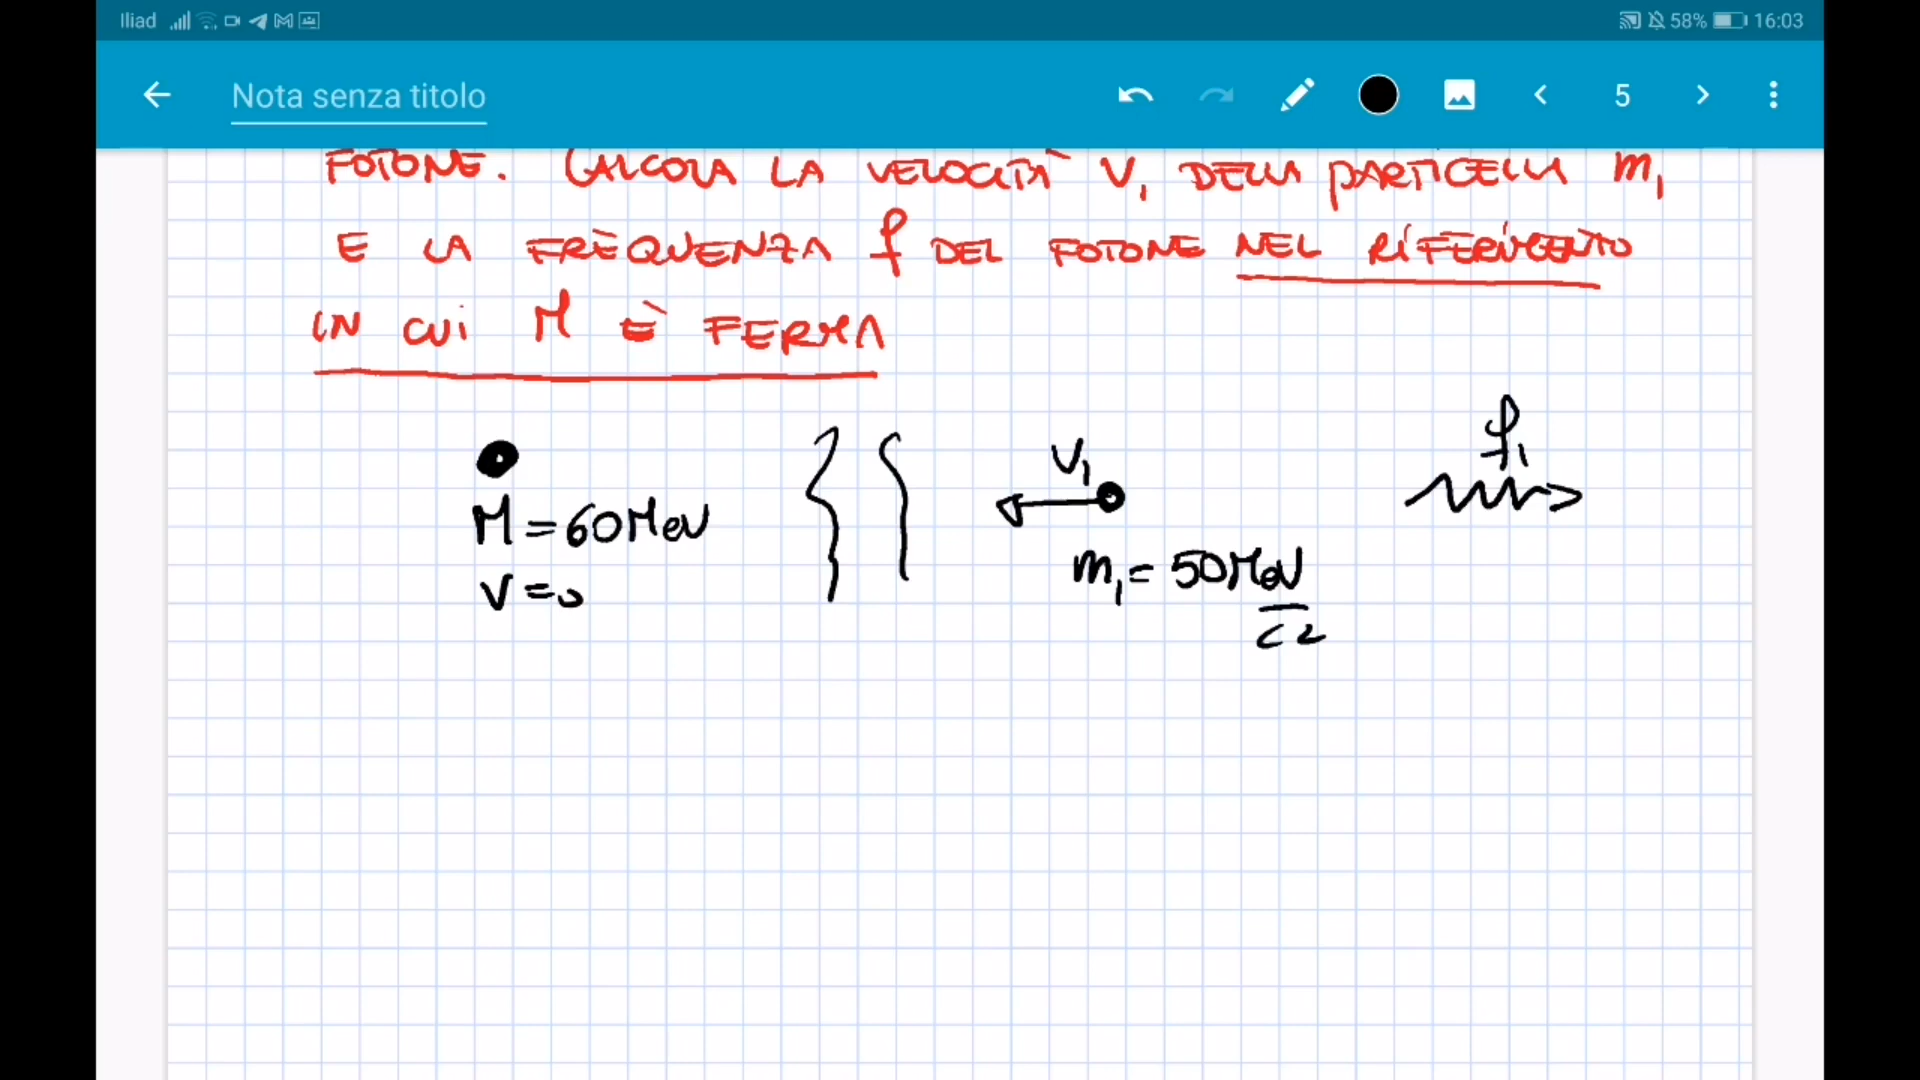 Iliad 58% 16:03
Nota senza titolo 5
FOTONE. CALCOLA LA VELOCITÀ V1 DELLA PARTICELLA m1
E LA FREQUENZA f DEL FOTONE NEL RIFERIMENTO
IN CUI M È FERMA
M = 60 MeV
V = 0
V1
m1 = 50 MeV
c2
f1